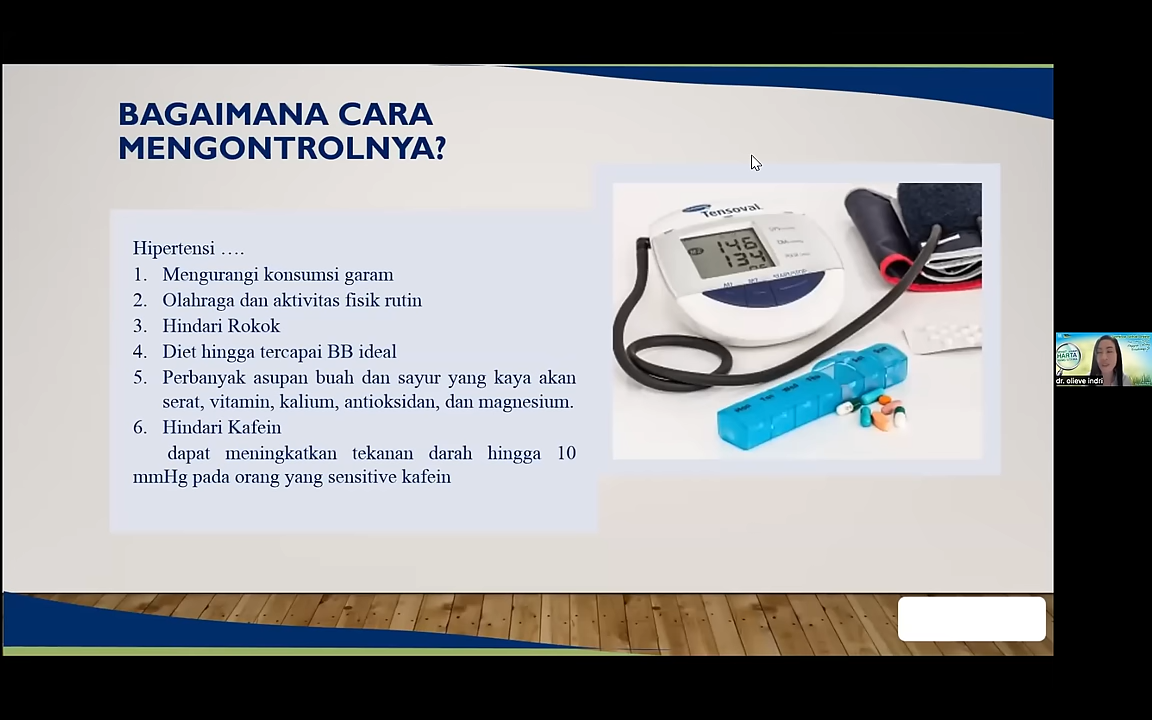 BAGAIMANA CARA
MENGONTROLNYA?
Hipertensi ….
1. Mengurangi konsumsi garam
2. Olahraga dan aktivitas fisik rutin
3. Hindari Rokok
4. Diet hingga tercapai BB ideal
5. Perbanyak asupan buah dan sayur yang kaya akan
serat, vitamin, kalium, antioksidan, dan magnesium.
6. Hindari Kafein
dapat meningkatkan tekanan darah hingga 10
mmHg pada orang yang sensitive kafein
Tensoval
146
134
HARTA
dr. olieve indri